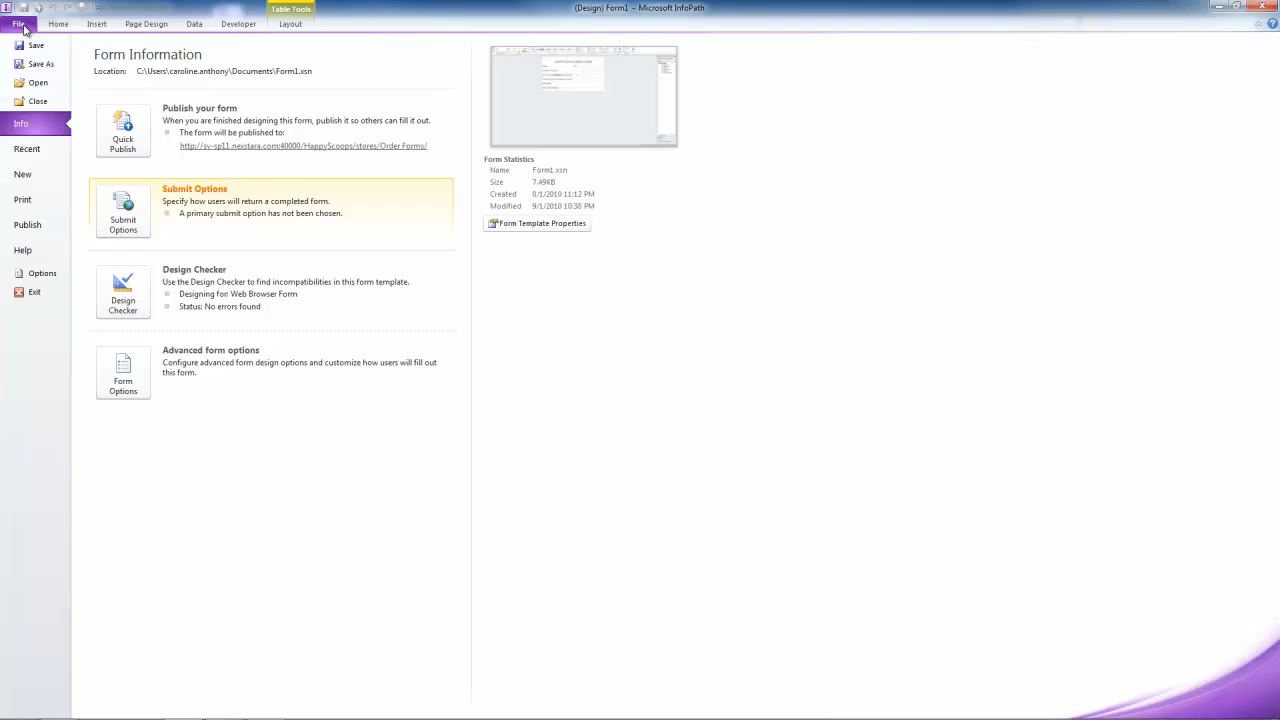 Table Tools
(Design) Form1 - Microsoft InfoPath
File
Home
Insert
Page Design
Data
Developer
Layout
Save
Save As
Open
Close
Info
Recent
New
Print
Publish
Help
Options
Exit
Form Information
Location: C:\Users\caroline.anthony\Documents\Form1.xsn
Quick
Publish
Publish your form
When you are finished designing this form, publish it so others can fill it out.
The form will be published to:
http://sv-sp11.nexstara.com:40000/HappyScoops/stores/Order Forms/
Submit
Options
Submit Options
Specify how users will return a completed form.
A primary submit option has not been chosen.
Design
Checker
Design Checker
Use the Design Checker to find incompatibilities in this form template.
Designing for: Web Browser Form
Status: No errors found
Form
Options
Advanced form options
Configure advanced form design options and customize how users will fill out
this form.
Form Statistics
Name Form1.xsn
Size 7.49KB
Created 8/1/2010 11:12 PM
Modified 9/1/2010 10:38 PM
Form Template Properties